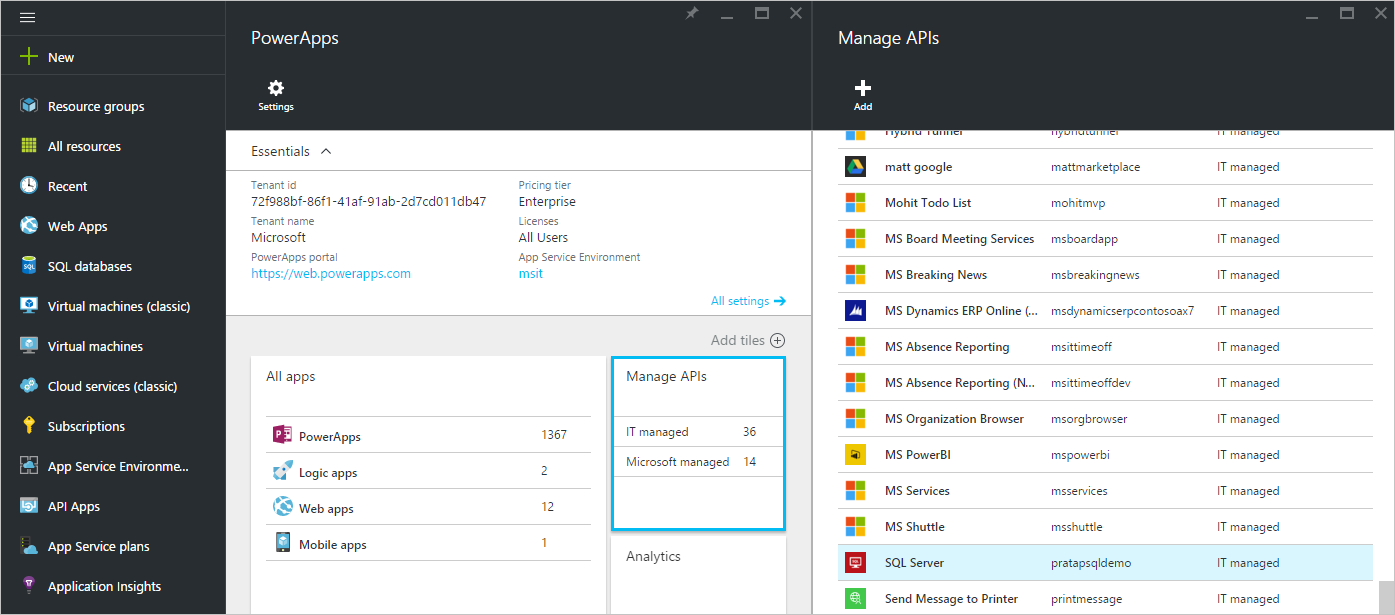 New
Resource groups
All resources
Recent
Web Apps
SQL
SQL databases
Virtual machines (classic)
Virtual machines
Cloud services (classic)
Subscriptions
App Service Environme...
API Apps
App Service plans
Application Insights
PowerApps
Settings
Essentials
Tenant id
72f988bf-86f1-41af-91ab-2d7cd011db47
Tenant name
Microsoft
PowerApps portal
https://web.powerapps.com
Pricing tier
Enterprise
Licenses
All Users
App Service Environment
msit
All settings
Add tiles
All apps
PowerApps 1367
Logic apps 2
Web apps 12
Mobile apps 1
Manage APIs
IT managed 36
Microsoft managed 14
Analytics
Manage APIs
Add
Hybrid Tunnel hybridtunnel IT managed
matt google mattmarketplace IT managed
Mohit Todo List mohitmvp IT managed
MS Board Meeting Services msboardapp IT managed
MS Breaking News msbreakingnews IT managed
MS Dynamics ERP Online (... msdynamicserpcontosoax7 IT managed
MS Absence Reporting msittimeoff IT managed
MS Absence Reporting (N... msittimeoffdev IT managed
MS Organization Browser msorgbrowser IT managed
MS PowerBI mspowerbi IT managed
MS Services msservices IT managed
MS Shuttle msshuttle IT managed
SQL Server pratapsqldemo IT managed
Send Message to Printer printmessage IT managed